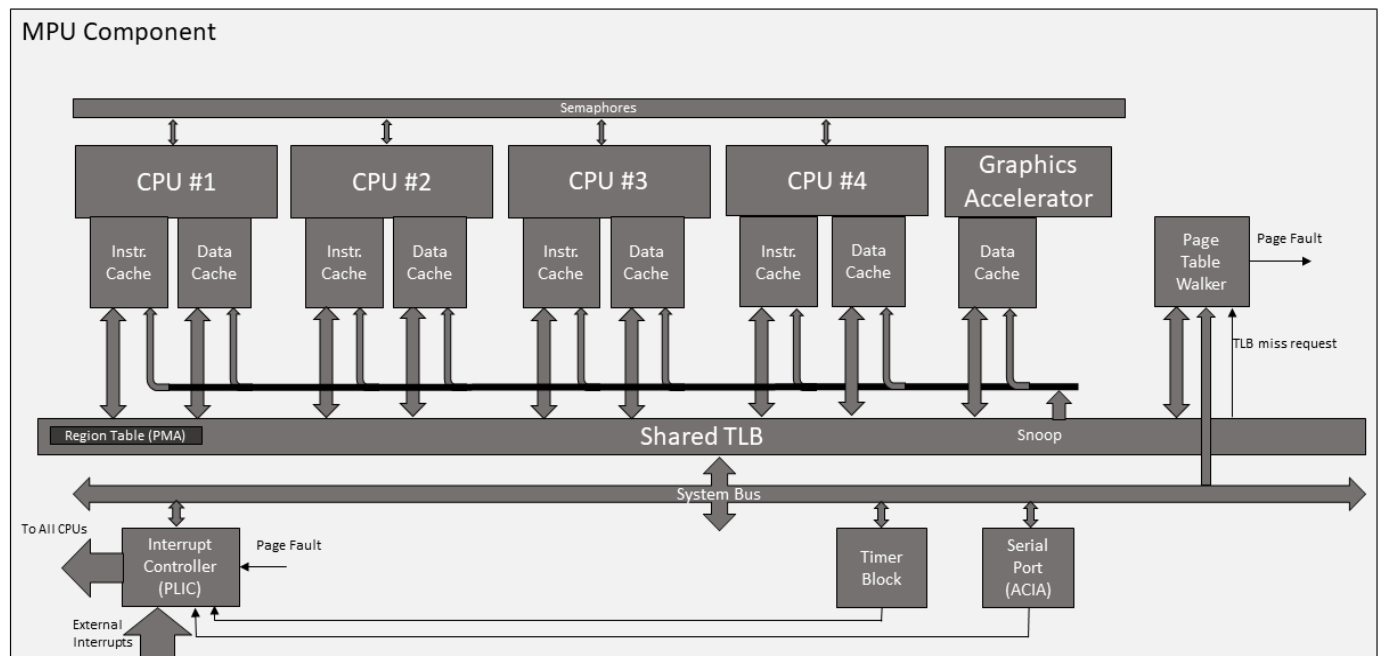 MPU Component
Semaphores
CPU #1
CPU #2
CPU #3
CPU #4
Graphics
Accelerator
Instr.
Cache
Data
Cache
Instr.
Cache
Data
Cache
Instr.
Cache
Data
Cache
Instr.
Cache
Data
Cache
Data
Cache
Page
Table
Walker
Page Fault
TLB miss request
Region Table (PMA)
Shared TLB
Snoop
System Bus
To All CPUs
Interrupt
Controller
(PLIC)
Page Fault
Timer
Block
Serial
Port
(ACIA)
External
Interrupts